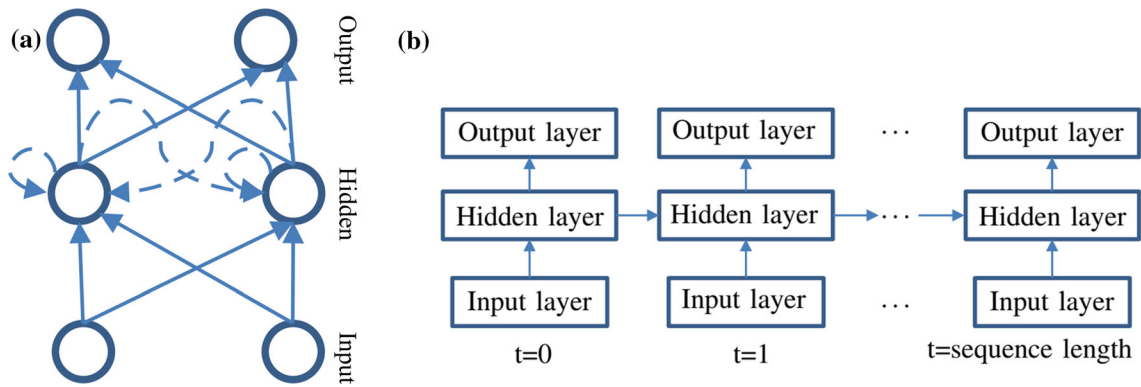 (a)
Output
Hidden
Input
(b)
Output layer
Output layer
...
Output layer
Hidden layer
Hidden layer
...
Hidden layer
Input layer
Input layer
...
Input layer
t=0
t=1
t=sequence length